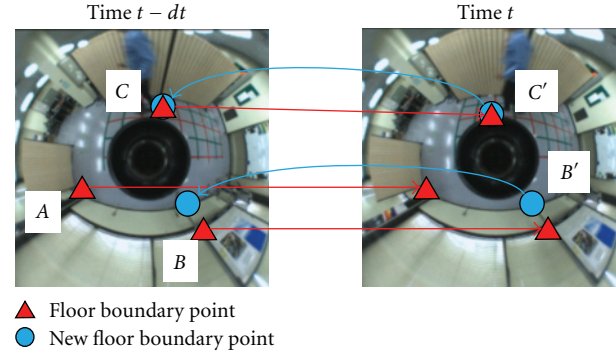 Time t − dt
Time t
C
C′
A
B′
B
Floor boundary point
New floor boundary point